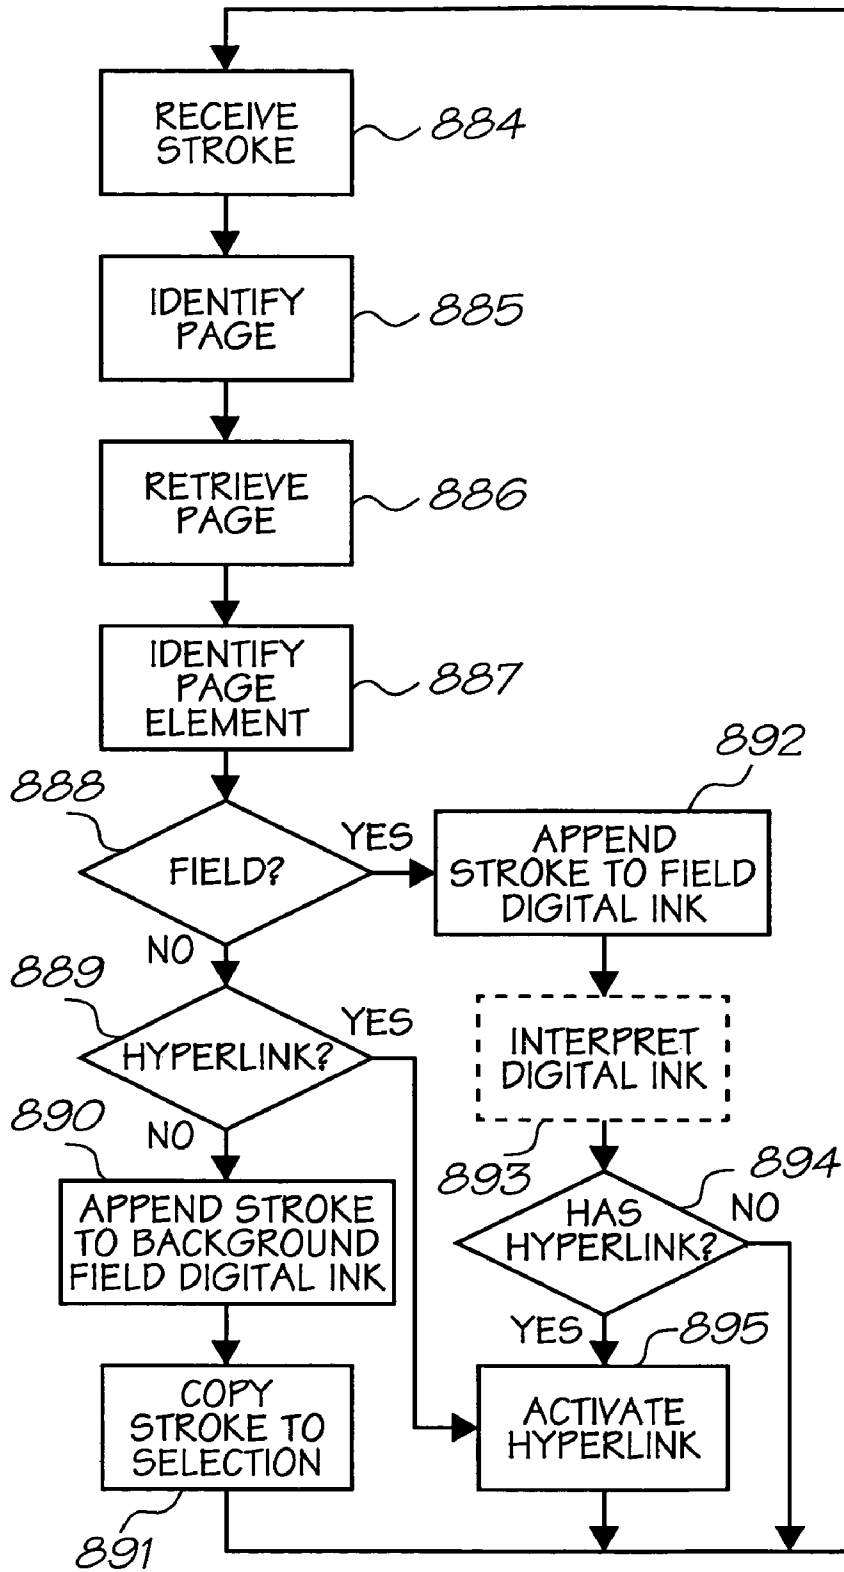 RECEIVE
STROKE
884
IDENTIFY
PAGE
885
RETRIEVE
PAGE
886
IDENTIFY
PAGE
ELEMENT
887
888
FIELD?
YES
NO
892
APPEND
STROKE TO FIELD
DIGITAL INK
889
HYPERLINK?
YES
NO
INTERPRET
DIGITAL INK
893
890
APPEND STROKE
TO BACKGROUND
FIELD DIGITAL INK
894
HAS
HYPERLINK?
NO
YES
895
COPY
STROKE TO
SELECTION
891
ACTIVATE
HYPERLINK